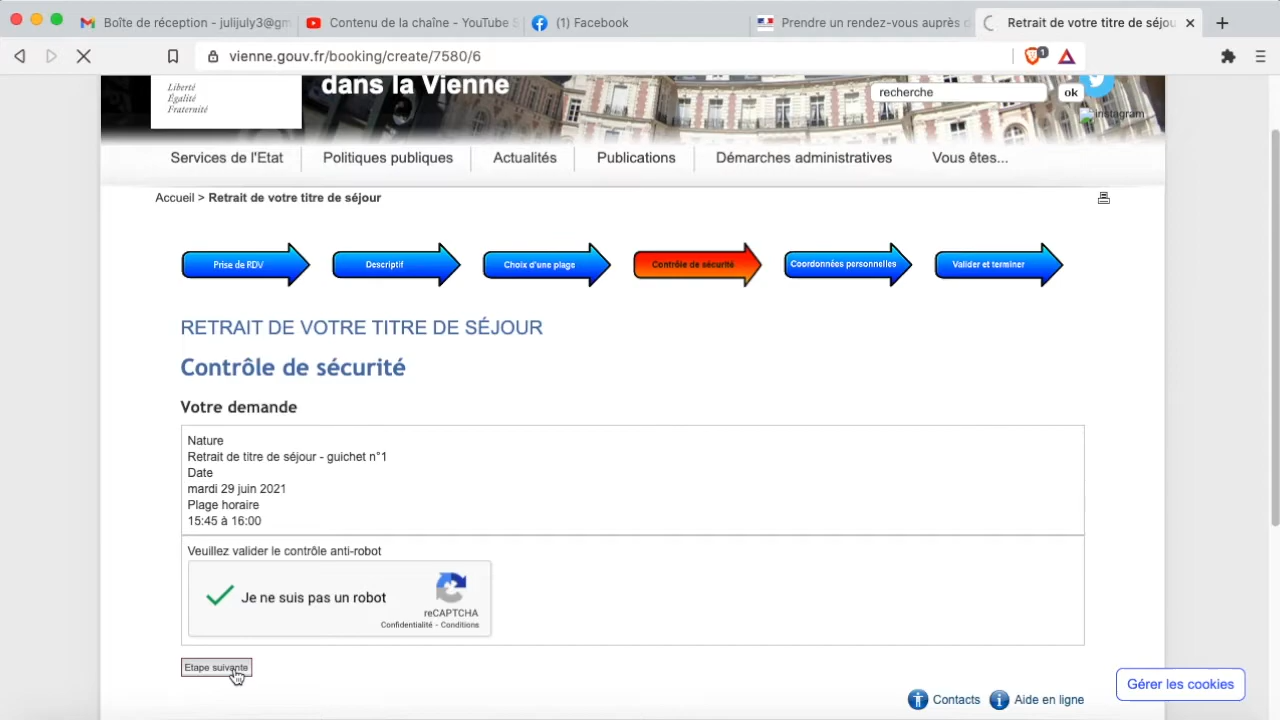 Boîte de réception - julijuly3@gm
Contenu de la chaîne - YouTube S
(1) Facebook
Prendre un rendez-vous auprès d
Retrait de votre titre de séjou
vienne.gouv.fr/booking/create/7580/6
1
Liberté
Égalité
Fraternité
dans la Vienne
recherche
ok
instagram
Services de l'Etat
Politiques publiques
Actualités
Publications
Démarches administratives
Vous êtes...
Accueil > Retrait de votre titre de séjour
Prise de RDV
Descriptif
Choix d'une plage
Contrôle de sécurité
Coordonnées personnelles
Valider et terminer
RETRAIT DE VOTRE TITRE DE SÉJOUR
Contrôle de sécurité
Votre demande
Nature
Retrait de titre de séjour - guichet n°1
Date
mardi 29 juin 2021
Plage horaire
15:45 à 16:00
Veuillez valider le contrôle anti-robot
Je ne suis pas un robot
reCAPTCHA
Confidentialité - Conditions
Etape suivante
Gérer les cookies
Contacts
Aide en ligne